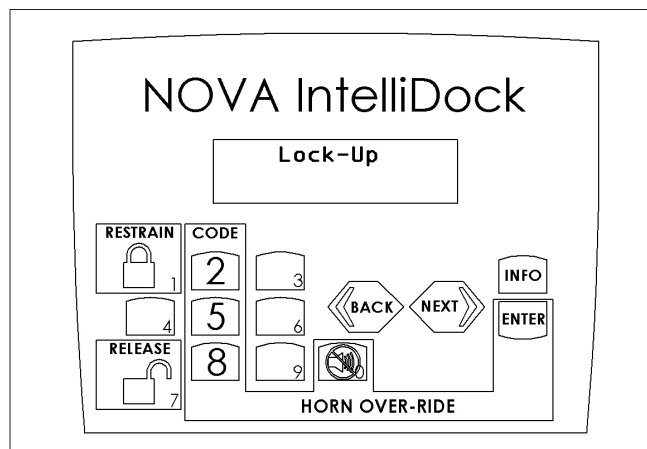 NOVA IntelliDock
Lock-Up
RESTRAIN
1
CODE
2
3
INFO
4
5
6
BACK
NEXT
ENTER
RELEASE
7
8
9
0
HORN OVER-RIDE